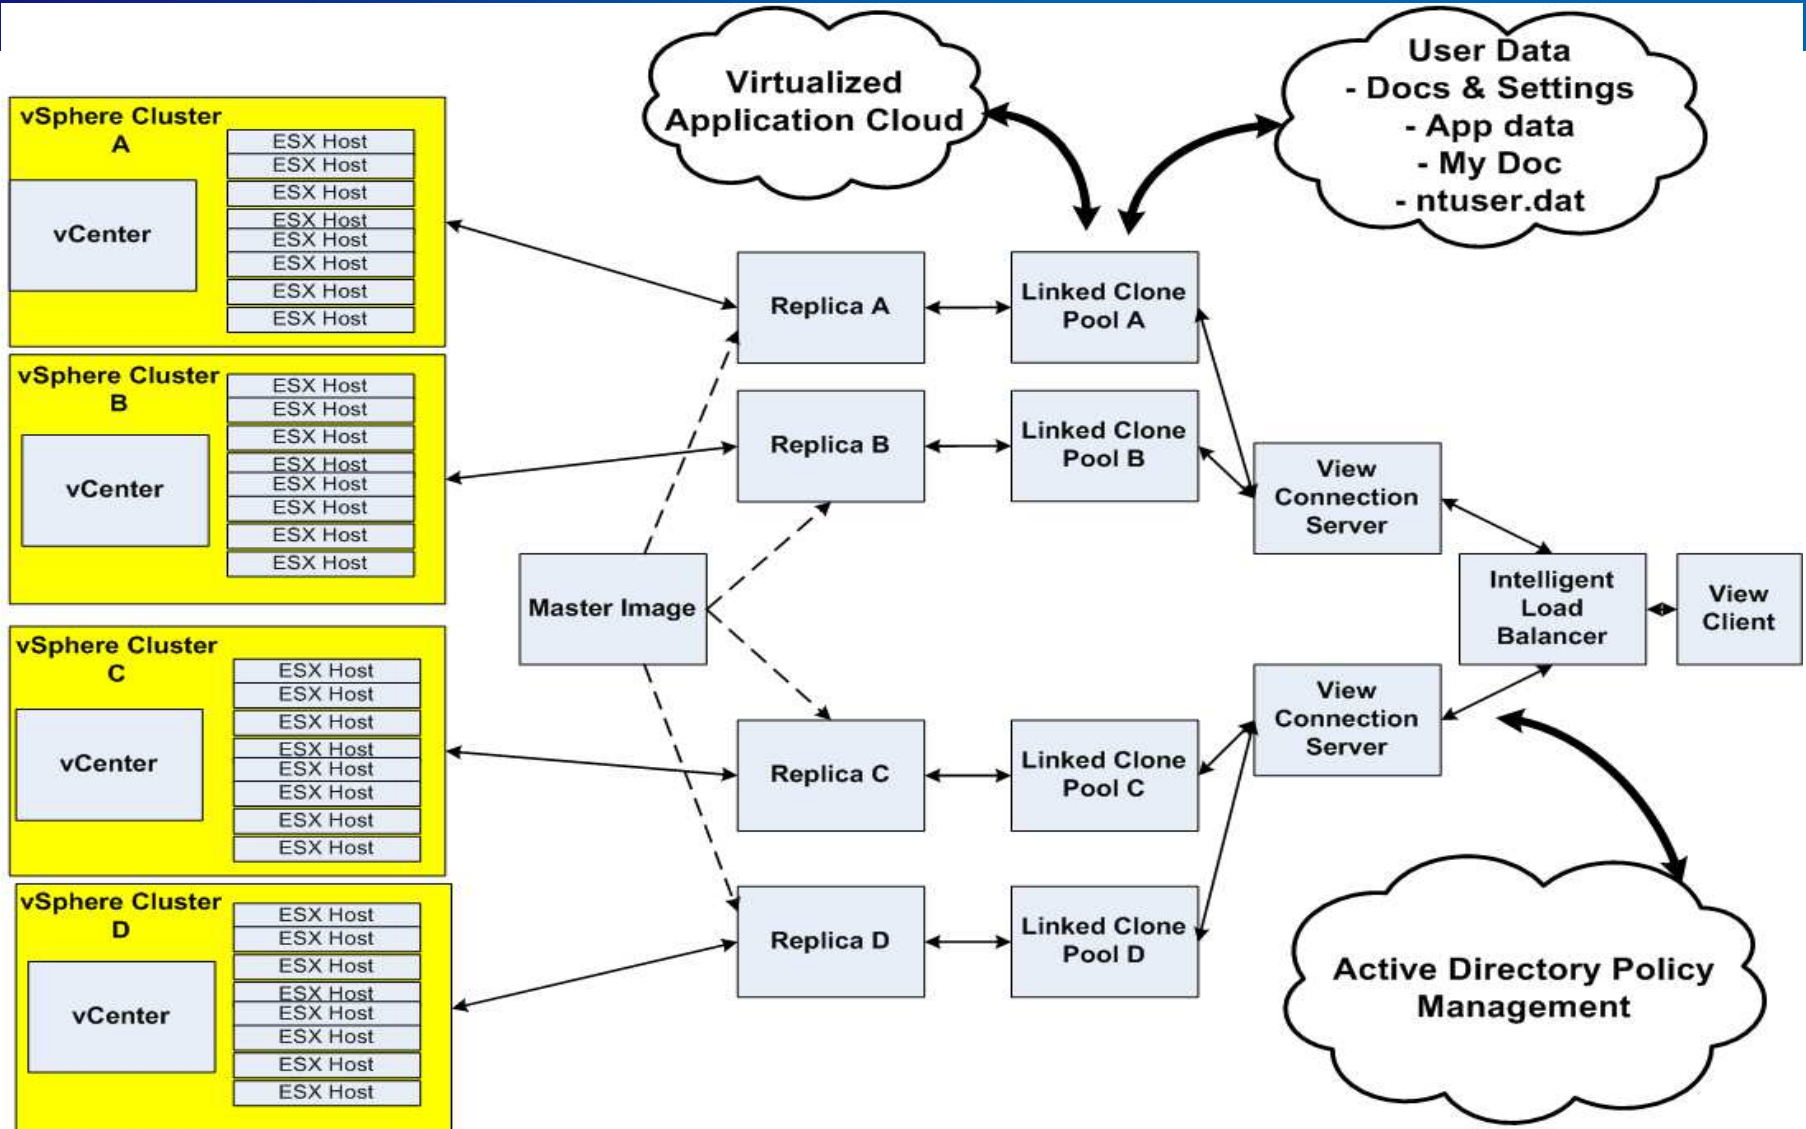 Virtualized
Application Cloud
User Data
- Docs & Settings
- App data
- My Doc
- ntuser.dat
vSphere Cluster
A
vCenter
ESX Host
ESX Host
ESX Host
ESX Host
ESX Host
ESX Host
ESX Host
ESX Host
Replica A
Linked Clone
Pool A
vSphere Cluster
B
vCenter
ESX Host
ESX Host
ESX Host
ESX Host
ESX Host
ESX Host
ESX Host
ESX Host
Replica B
Linked Clone
Pool B
View
Connection
Server
Master Image
Intelligent
Load
Balancer
View
Client
vSphere Cluster
C
vCenter
ESX Host
ESX Host
ESX Host
ESX Host
ESX Host
ESX Host
ESX Host
ESX Host
Replica C
Linked Clone
Pool C
View
Connection
Server
vSphere Cluster
D
vCenter
ESX Host
ESX Host
ESX Host
ESX Host
ESX Host
ESX Host
ESX Host
ESX Host
Replica D
Linked Clone
Pool D
Active Directory Policy
Management